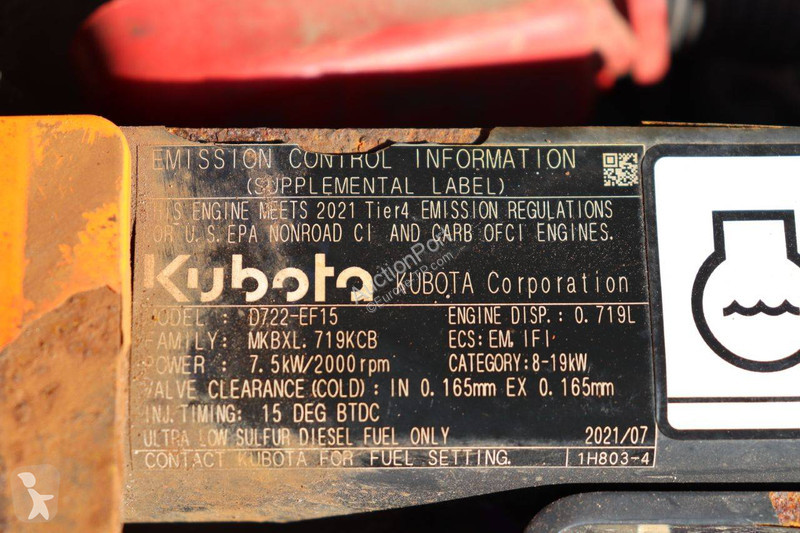 EMISSION CONTROL INFORMATION
(SUPPLEMENTAL LABEL)
THIS ENGINE MEETS 2021 Tier4 EMISSION REGULATIONS
FOR U.S. EPA NONROAD CI AND CARB OFCI ENGINES.
Kubota KUBOTA Corporation
MODEL : D722-EF15 ENGINE DISP.: 0.719L
FAMILY: MKBXL.719KCB ECS:EM, IFI
POWER : 7.5kW/2000rpm CATEGORY:8-19kW
VALVE CLEARANCE(COLD): IN 0.165mm EX 0.165mm
INJ.TIMING: 15 DEG BTDC
ULTRA LOW SULFUR DIESEL FUEL ONLY 2021/07
CONTACT KUBOTA FOR FUEL SETTING. 1H803-4